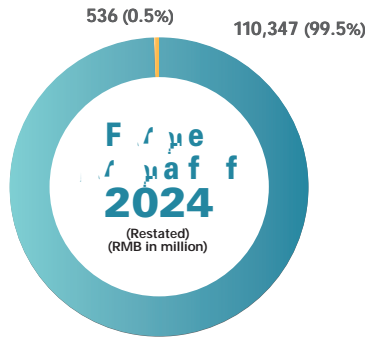 536 (0.5%)
110,347 (99.5%)
2024
(Restated)
(RMB in million)